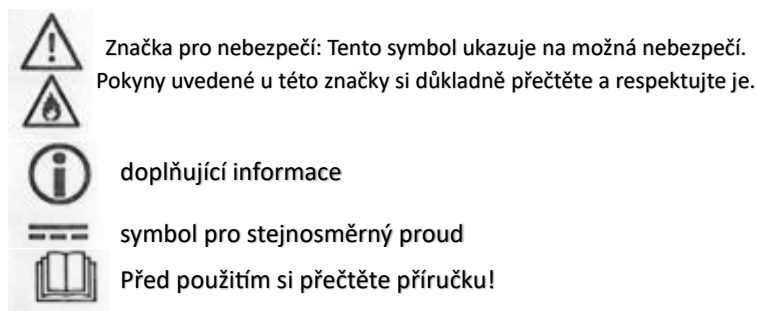 Značka pro nebezpečí: Tento symbol ukazuje na možná nebezpečí.
Pokyny uvedené u této značky si důkladně přečtěte a respektujte je.
doplňující informace
symbol pro stejnosměrný proud
Před použitím si přečtěte příručku!